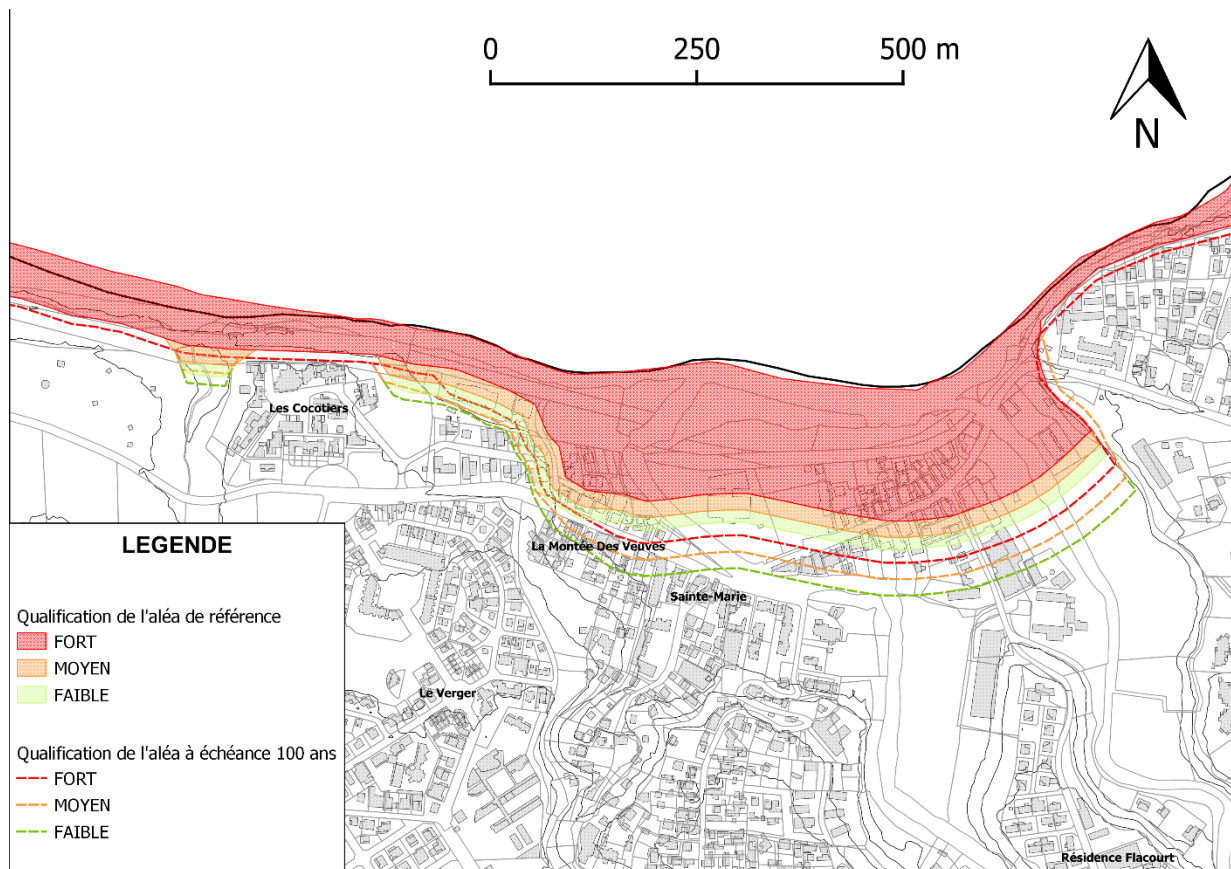 0 250 500 m
N
Les Cocotiers
La Montée Des Veuves
Sainte-Marie
Le Verger
Résidence Flacourt
LEGENDE
Qualification de l'aléa de référence
FORT
MOYEN
FAIBLE
Qualification de l'aléa à échéance 100 ans
FORT
MOYEN
FAIBLE